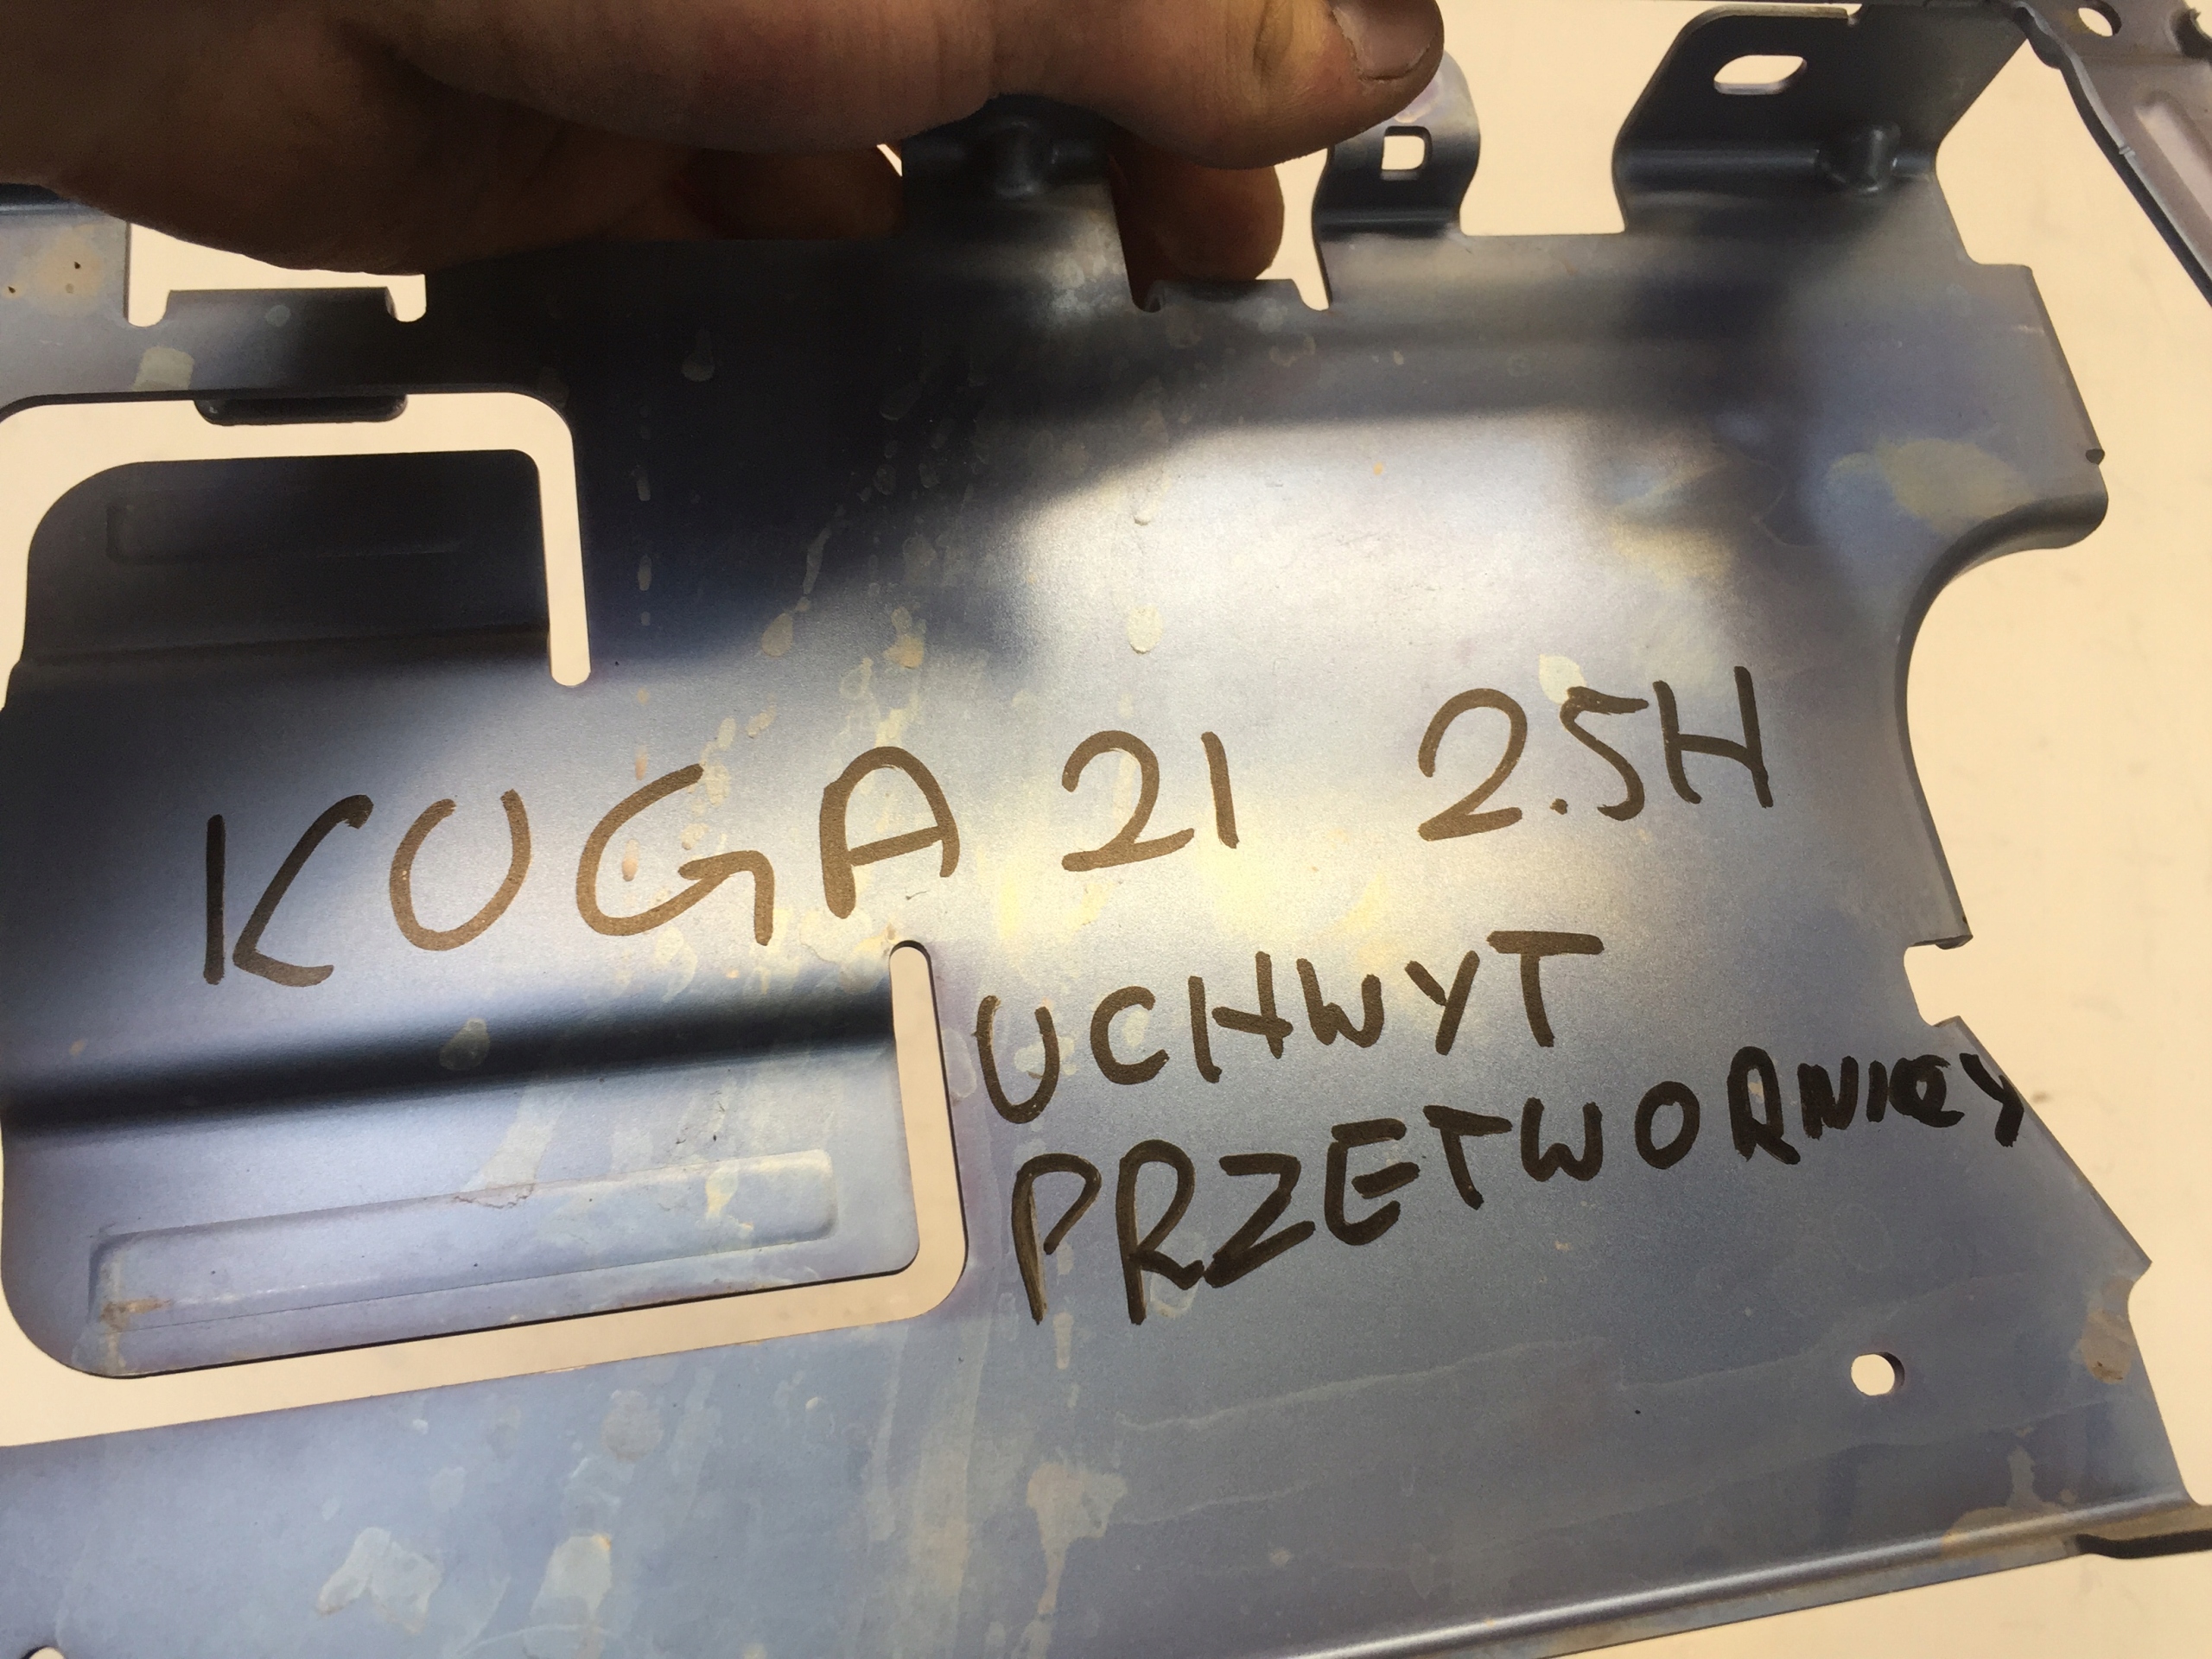 KUGA 21 2.5H
UCHWYT
PRZETWORNICY